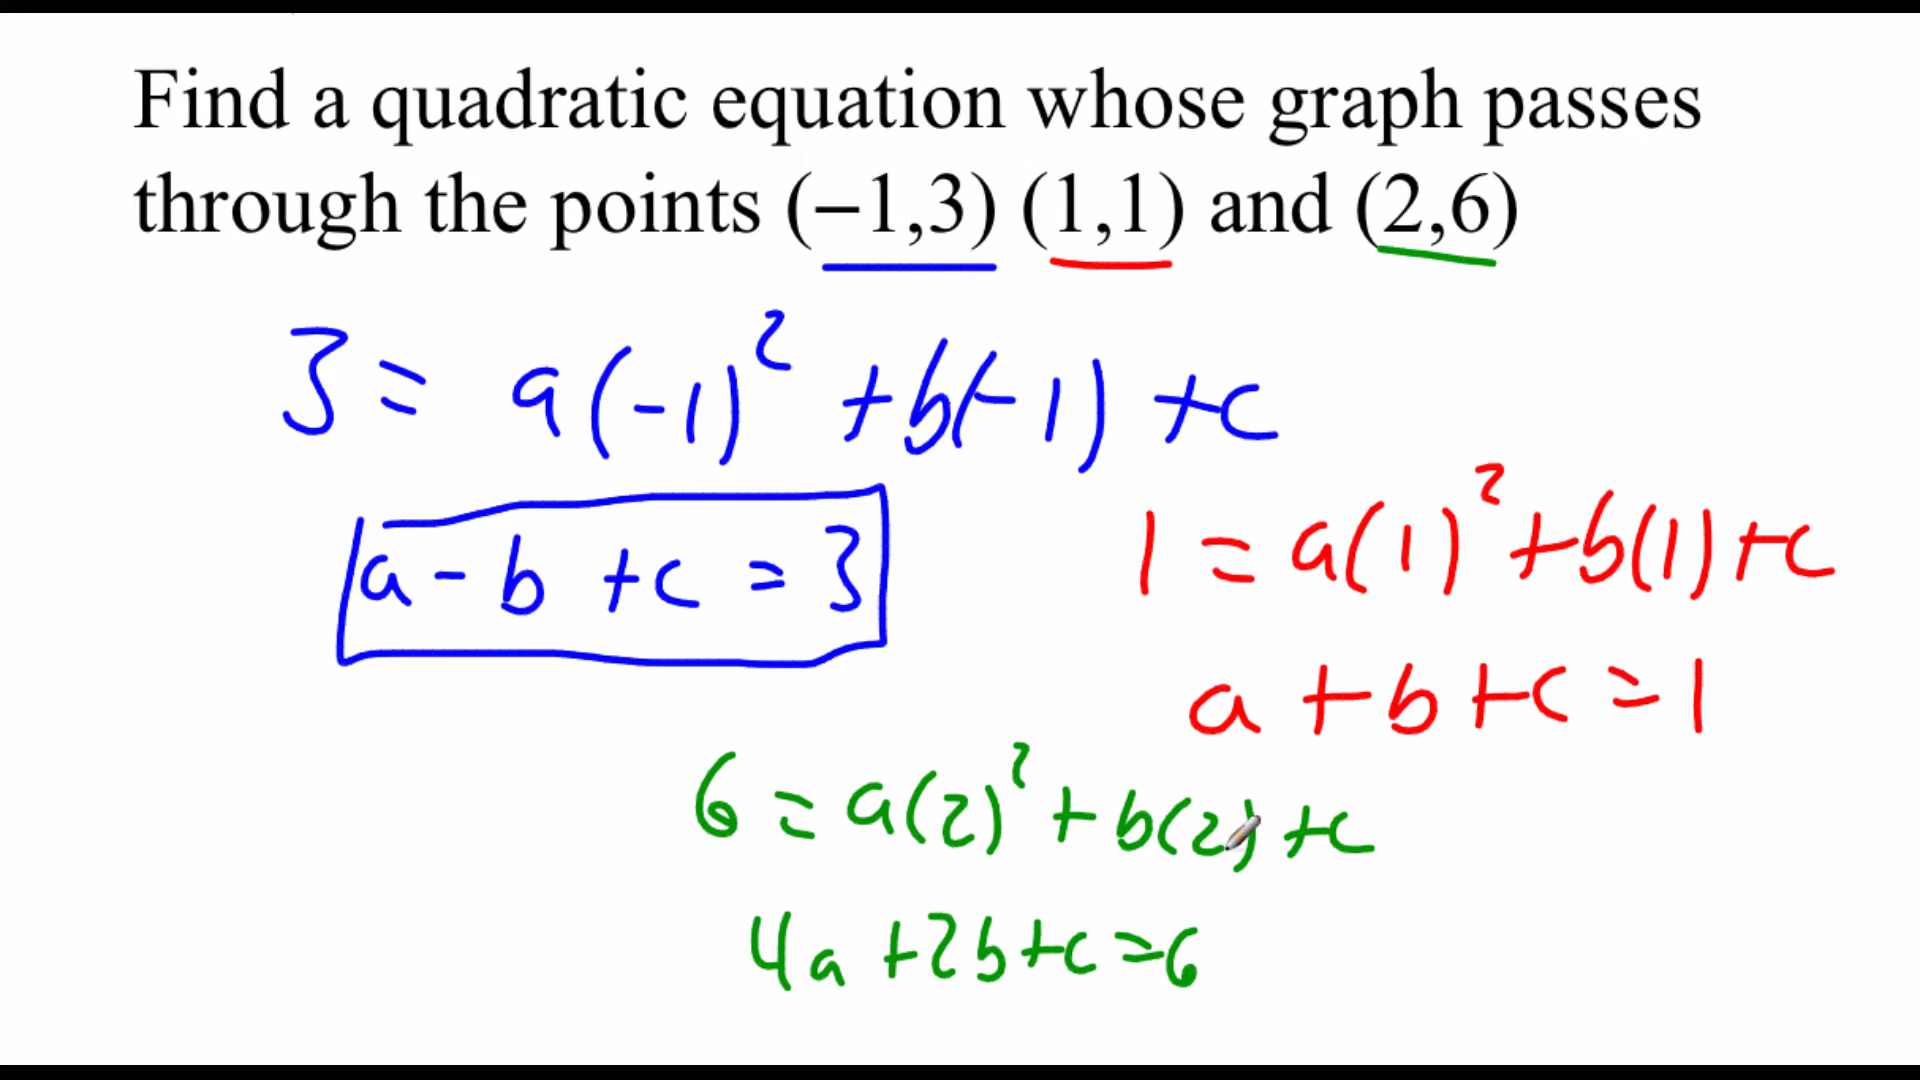 Find a quadratic equation whose graph passes
through the points (−1,3) (1,1) and (2,6)
3 = a(-1)² + b(-1) + c
a - b + c = 3
1 = a(1)² + b(1) + c
a + b + c = 1
6 = a(2)² + b(2) + c
4a + 2b + c = 6